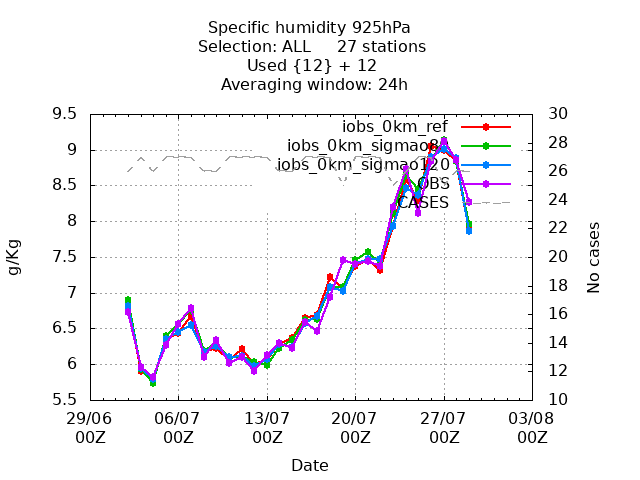 Specific humidity 925hPa
Selection: ALL     27 stations
Used {12} + 12
Averaging window: 24h
iobs_0km_ref
iobs_0km_sigmao80
iobs_0km_sigmao120
OBS
CASES
9.5
9
8.5
8
7.5
7
6.5
6
5.5
g/Kg
30
28
26
24
22
20
18
16
14
12
10
No cases
29/06 06/07 13/07 20/07 27/07 03/08
00Z 00Z 00Z 00Z 00Z 00Z
Date